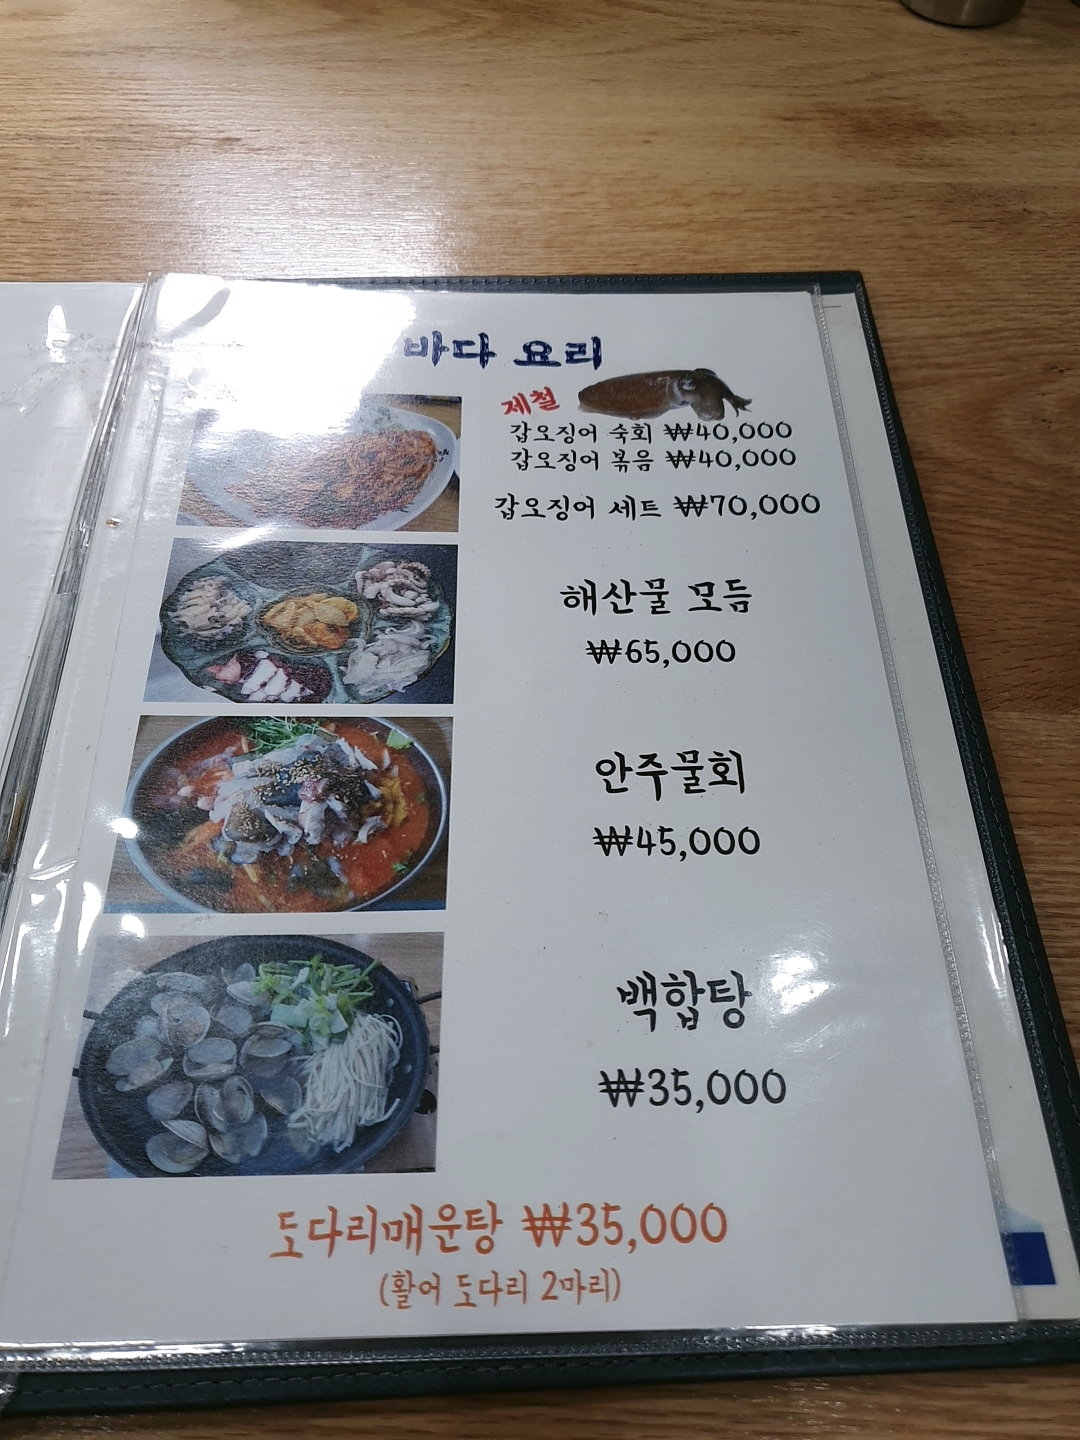 바다 요리
제철
갑오징어 숙회 ₩40,000
갑오징어 볶음 ₩40,000
갑오징어 세트 ₩70,000
해산물 모듬
₩65,000
안주물회
₩45,000
백합탕
₩35,000
도다리매운탕 ₩35,000
(활어 도다리 2마리)